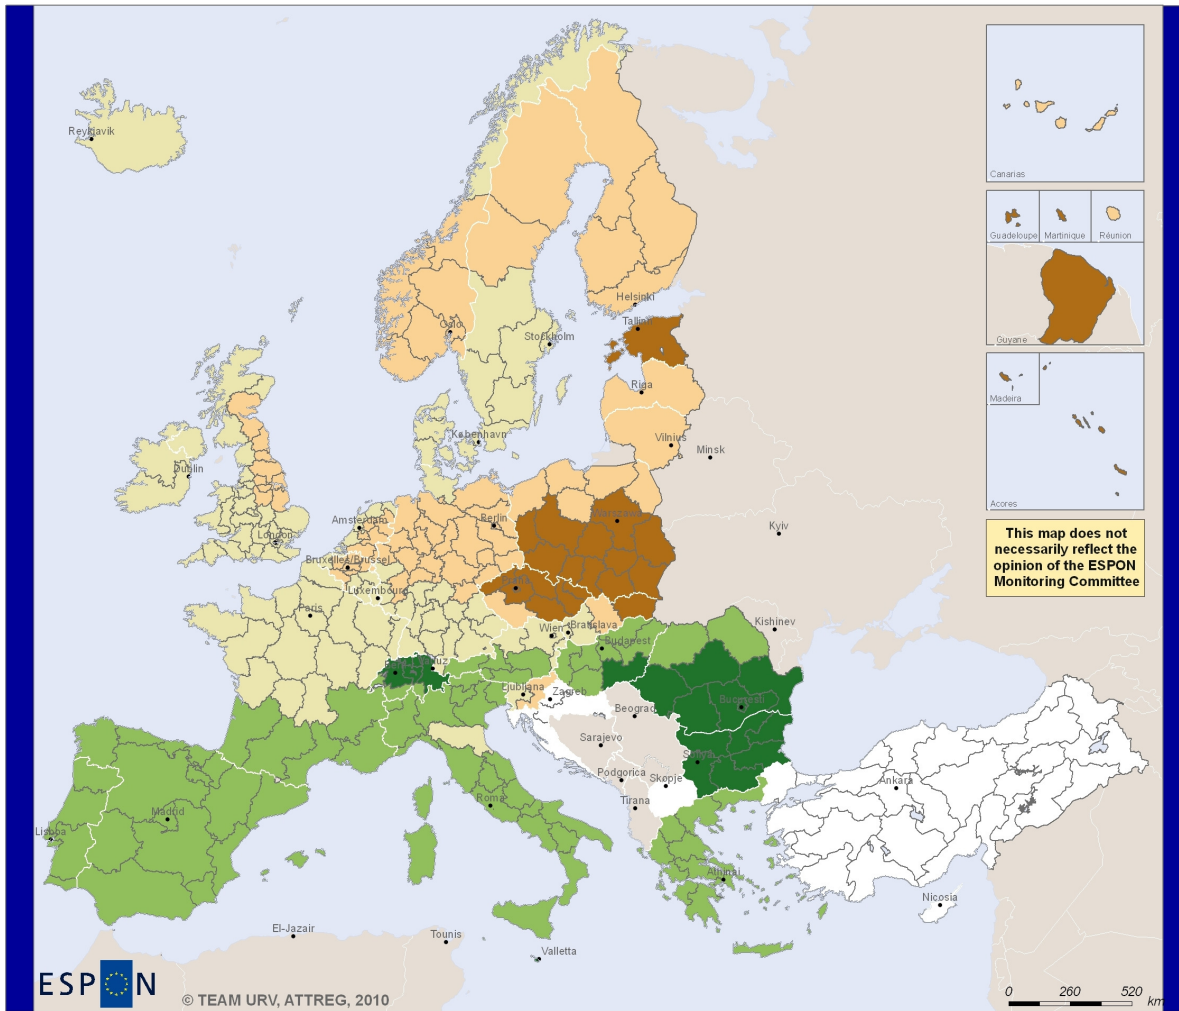 Reykjavik
Canarias
Guadeloupe
Martinique
Réunion
Guyane
Helsinki
Tallinn
Oslo
Stockholm
Madeira
Riga
København
Vilnius
Minsk
Dublin
Acores
Amsterdam
Berlin
Warszawa
Kyiv
London
This map does not
necessarily reflect the
opinion of the ESPON
Monitoring Committee
Bruxelles/Brussel
Luxembourg
Praha
Paris
Wien
Bratislava
Kishinev
Budapest
Ljubljana
Zagreb
Beograd
Bucuresti
Sarajevo
Podgorica
Skopje
Ankara
Roma
Madrid
Tirana
Lisboa
Athinai
Nicosia
El-Jazair
Tounis
Valletta
ESPON
© TEAM URV, ATTREG, 2010
0 260 520
km